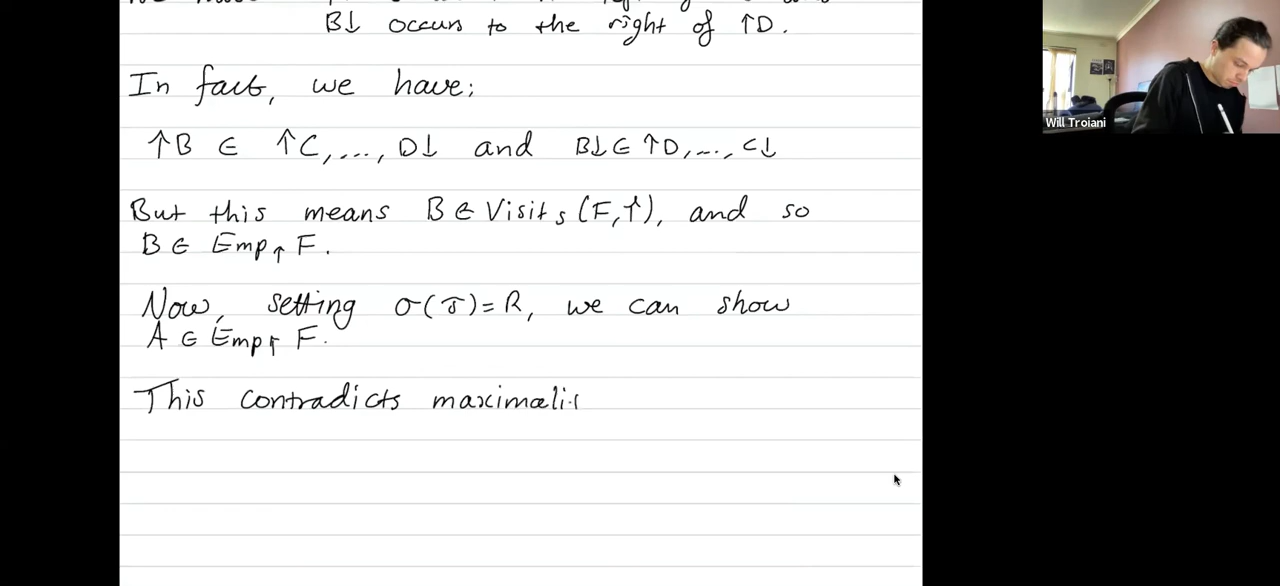 B↓ occurs to the right of ↑D.
In fact, we have:
↑B ∈ ↑C,..., D↓ and B↓ ∈ ↑D,..., C↓
But this means B ∈ Visits (F,↑), and so
B ∈ Emp↑ F.
Now, setting σ(τ)=R, we can show
A ∈ Emp↑ F.
This contradicts maximali
Will Troiani